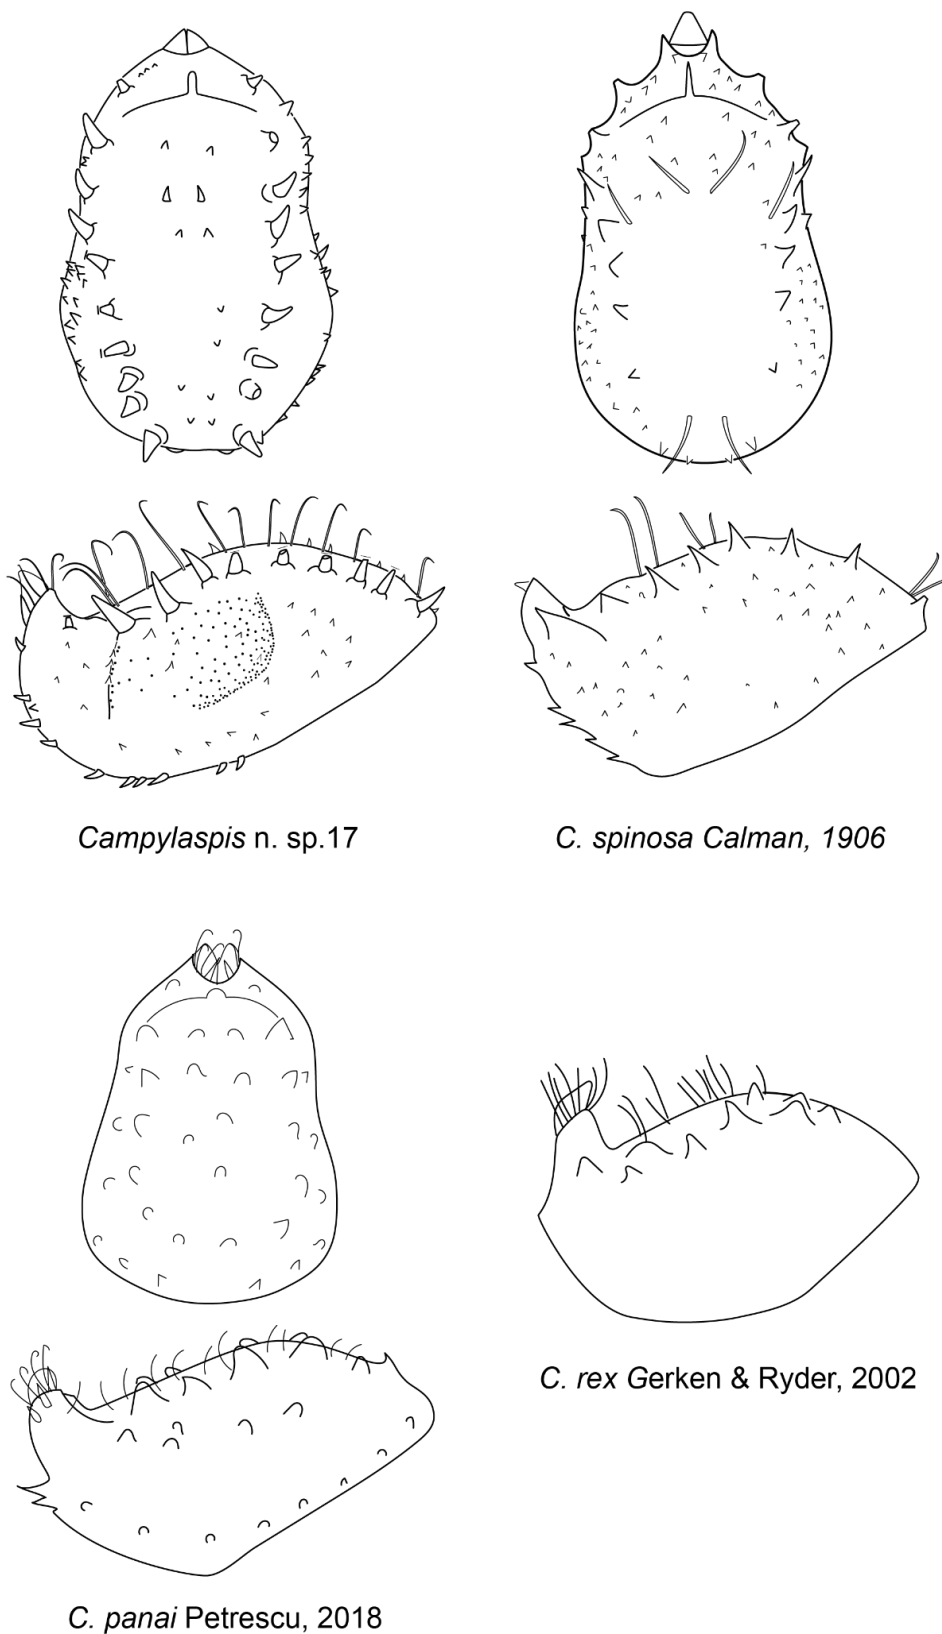 Campylaspis n. sp.17
C. spinosa Calman, 1906
C. rex Gerken & Ryder, 2002
C. panai Petrescu, 2018